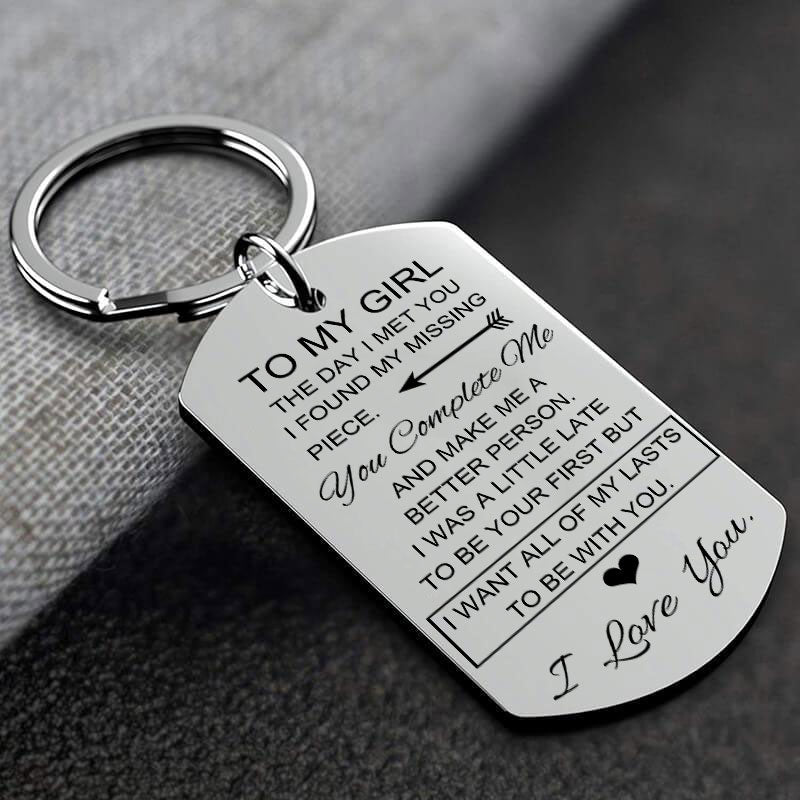 TO MY GIRL
THE DAY I MET YOU
I FOUND MY MISSING
PIECE.
You Complete Me
AND MAKE ME A
BETTER PERSON.
I WAS A LITTLE LATE
TO BE YOUR FIRST BUT
I WANT ALL OF MY LASTS
TO BE WITH YOU.
I Love You.